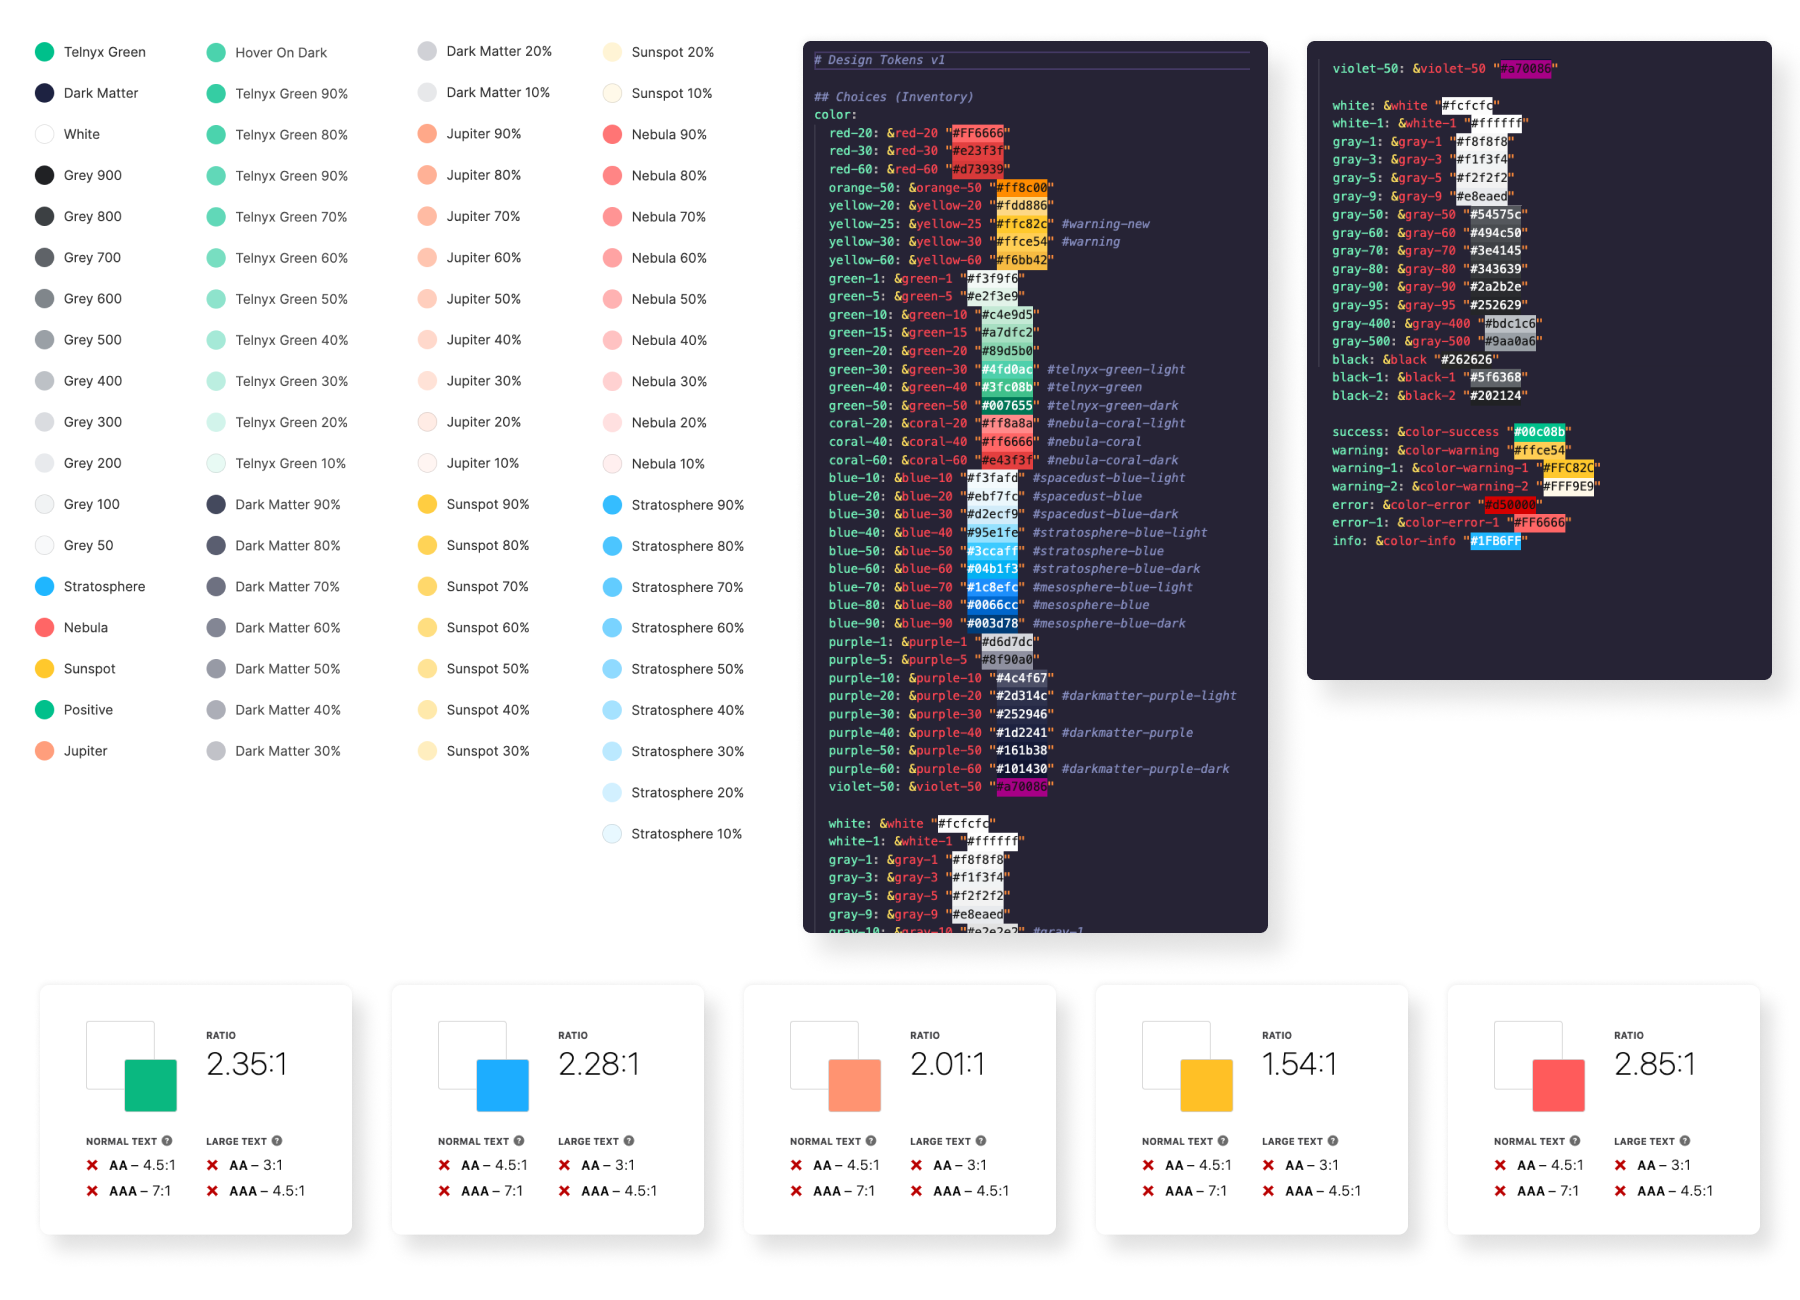 Telnyx Green
Dark Matter
White
Grey 900
Grey 800
Grey 700
Grey 600
Grey 500
Grey 400
Grey 300
Grey 200
Grey 100
Grey 50
Stratosphere
Nebula
Sunspot
Positive
Jupiter
Hover On Dark
Telnyx Green 90%
Telnyx Green 80%
Telnyx Green 90%
Telnyx Green 70%
Telnyx Green 60%
Telnyx Green 50%
Telnyx Green 40%
Telnyx Green 30%
Telnyx Green 20%
Telnyx Green 10%
Dark Matter 90%
Dark Matter 80%
Dark Matter 70%
Dark Matter 60%
Dark Matter 50%
Dark Matter 40%
Dark Matter 30%
Dark Matter 20%
Dark Matter 10%
Jupiter 90%
Jupiter 80%
Jupiter 70%
Jupiter 60%
Jupiter 50%
Jupiter 40%
Jupiter 30%
Jupiter 20%
Jupiter 10%
Sunspot 90%
Sunspot 80%
Sunspot 70%
Sunspot 60%
Sunspot 50%
Sunspot 40%
Sunspot 30%
Sunspot 20%
Sunspot 10%
Nebula 90%
Nebula 80%
Nebula 70%
Nebula 60%
Nebula 50%
Nebula 40%
Nebula 30%
Nebula 20%
Nebula 10%
Stratosphere 90%
Stratosphere 80%
Stratosphere 70%
Stratosphere 60%
Stratosphere 50%
Stratosphere 40%
Stratosphere 30%
Stratosphere 20%
Stratosphere 10%
# Design Tokens v1
## Choices (Inventory)
color:
red-20: &red-20 "#FF6666"
red-30: &red-30 "#e23f3f"
red-60: &red-60 "#d73939"
orange-50: &orange-50 "#ff8c00"
yellow-20: &yellow-20 "#fdd886"
yellow-25: &yellow-25 "#ffc82c" #warning-new
yellow-30: &yellow-30 "#ffce54" #warning
yellow-60: &yellow-60 "#f6bb42"
green-1: &green-1 "#f3f9f6"
green-5: &green-5 "#e2f3e9"
green-10: &green-10 "#c4e9d5"
green-15: &green-15 "#a7dfc2"
green-20: &green-20 "#89d5b0"
green-30: &green-30 "#4fd0ac" #telnyx-green-light
green-40: &green-40 "#3fc08b" #telnyx-green
green-50: &green-50 "#007655" #telnyx-green-dark
coral-20: &coral-20 "#ff8a8a" #nebula-coral-light
coral-40: &coral-40 "#ff6666" #nebula-coral
coral-60: &coral-60 "#e43f3f" #nebula-coral-dark
blue-10: &blue-10 "#f3fafd" #spacedust-blue-light
blue-20: &blue-20 "#ebf7fc" #spacedust-blue
blue-30: &blue-30 "#d2ecf9" #spacedust-blue-dark
blue-40: &blue-40 "#95e1fe" #stratosphere-blue-light
blue-50: &blue-50 "#3ccaff" #stratosphere-blue
blue-60: &blue-60 "#04b1f3" #stratosphere-blue-dark
blue-70: &blue-70 "#1c8efc" #mesosphere-blue-light
blue-80: &blue-80 "#0066cc" #mesosphere-blue
blue-90: &blue-90 "#003d78" #mesosphere-blue-dark
purple-1: &purple-1 "#d6d7dc"
purple-5: &purple-5 "#8f90a0"
purple-10: &purple-10 "#4c4f67"
purple-20: &purple-20 "#2d314c" #darkmatter-purple-light
purple-30: &purple-30 "#252946"
purple-40: &purple-40 "#1d2241" #darkmatter-purple
purple-50: &purple-50 "#161b38"
purple-60: &purple-60 "#101430" #darkmatter-purple-dark
violet-50: &violet-50 "#a70086"
white: &white "#fcfcfc"
white-1: &white-1 "#ffffff"
gray-1: &gray-1 "#f8f8f8"
gray-3: &gray-3 "#f1f3f4"
gray-5: &gray-5 "#f2f2f2"
gray-9: &gray-9 "#e8eaed"
gray-10: &gray-10 "#e2e2e2" #gray-1
violet-50: &violet-50 "#a70086"
white: &white "#fcfcfc"
white-1: &white-1 "#ffffff"
gray-1: &gray-1 "#f8f8f8"
gray-3: &gray-3 "#f1f3f4"
gray-5: &gray-5 "#f2f2f2"
gray-9: &gray-9 "#e8eaed"
gray-50: &gray-50 "#54575c"
gray-60: &gray-60 "#494c50"
gray-70: &gray-70 "#3e4145"
gray-80: &gray-80 "#343639"
gray-90: &gray-90 "#2a2b2e"
gray-95: &gray-95 "#252629"
gray-400: &gray-400 "#bdc1c6"
gray-500: &gray-500 "#9aa0a6"
black: &black "#262626"
black-1: &black-1 "#5f6368"
black-2: &black-2 "#202124"
success: &color-success "#00c08b"
warning: &color-warning "#ffce54"
warning-1: &color-warning-1 "#FFC82C"
warning-2: &color-warning-2 "#FFF9E9"
error: &color-error "#d50000"
error-1: &color-error-1 "#FF6666"
info: &color-info "#1FB6FF"
RATIO
2.35:1
NORMAL TEXT ?
LARGE TEXT ?
AA – 4.5:1
AA – 3:1
AAA – 7:1
AAA – 4.5:1
RATIO
2.28:1
NORMAL TEXT ?
LARGE TEXT ?
AA – 4.5:1
AA – 3:1
AAA – 7:1
AAA – 4.5:1
RATIO
2.01:1
NORMAL TEXT ?
LARGE TEXT ?
AA – 4.5:1
AA – 3:1
AAA – 7:1
AAA – 4.5:1
RATIO
1.54:1
NORMAL TEXT ?
LARGE TEXT ?
AA – 4.5:1
AA – 3:1
AAA – 7:1
AAA – 4.5:1
RATIO
2.85:1
NORMAL TEXT ?
LARGE TEXT ?
AA – 4.5:1
AA – 3:1
AAA – 7:1
AAA – 4.5:1